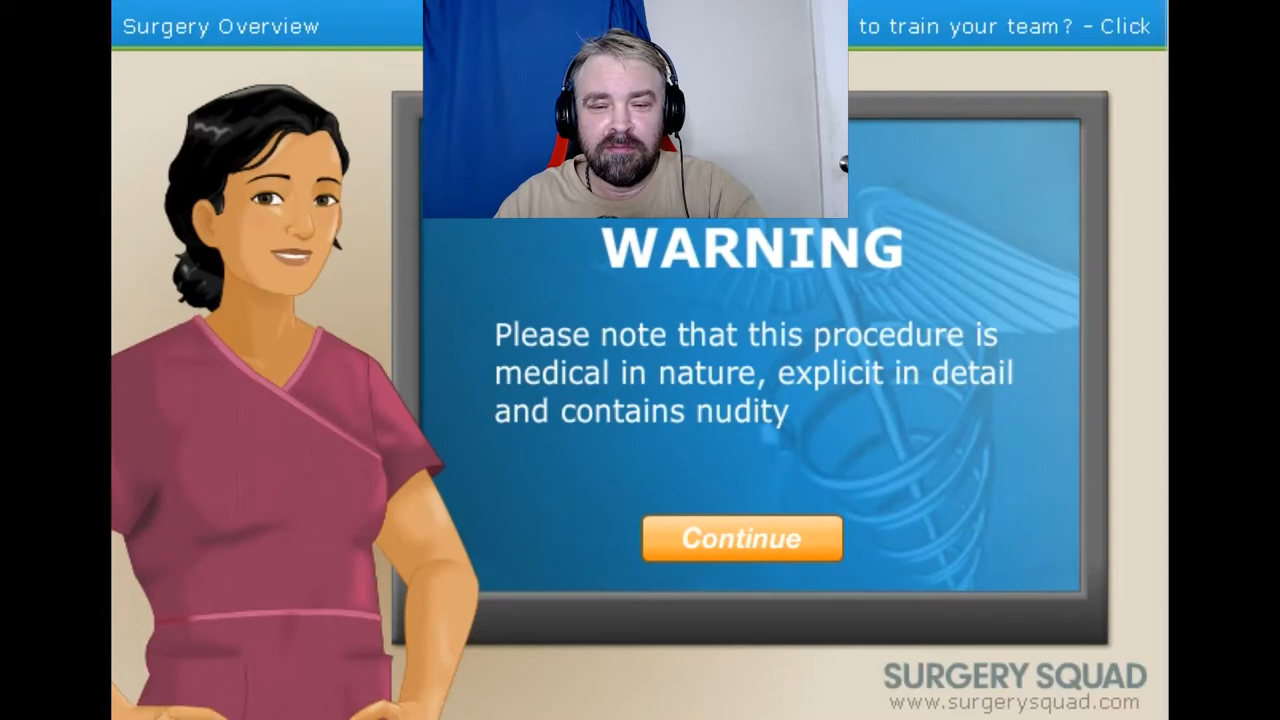 Surgery Overview
to train your team? - Click
WARNING
Please note that this procedure is
medical in nature, explicit in detail
and contains nudity
Continue
SURGERY SQUAD
www.surgerysquad.com